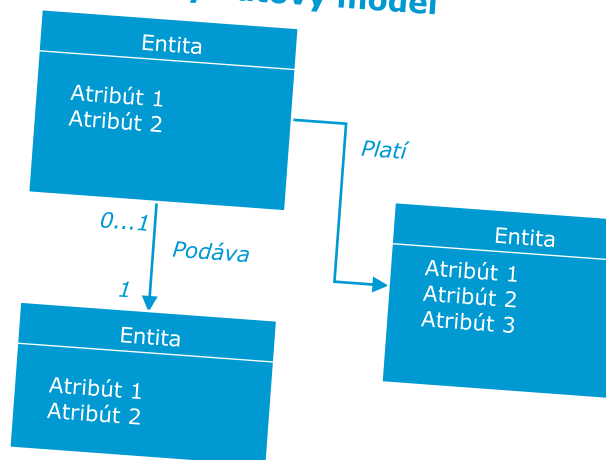 model
Entita
Atribút 1
Atribút 2
Platí
0...1
Podáva
1
Entita
Atribút 1
Atribút 2
Atribút 3
Entita
Atribút 1
Atribút 2